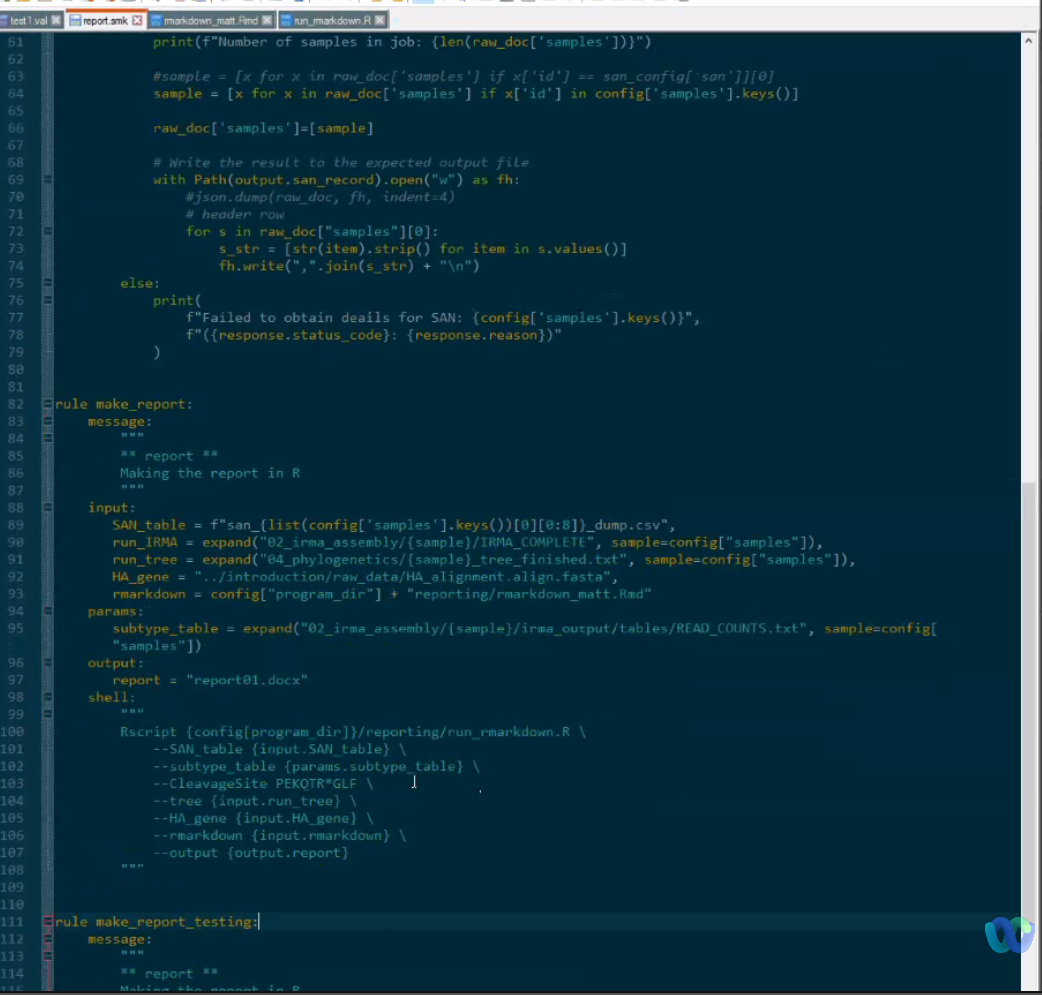 test1.val report.smk rmarkdown_matt.Rmd run_rmarkdown.R
61 print(f"Number of samples in job: {len(raw_doc['samples'])}")
62
63 #sample = [x for x in raw_doc['samples'] if x['id'] == san_config['san']][0]
64 sample = [x for x in raw_doc['samples'] if x['id'] in config['samples'].keys()]
65
66 raw_doc['samples']=[sample]
67
68 # Write the result to the expected output file
69 with Path(output.san_record).open("w") as fh:
70 #json.dump(raw_doc, fh, indent=4)
71 # header row
72 for s in raw_doc["samples"][0]:
73 s_str = [str(item).strip() for item in s.values()]
74 fh.write(",".join(s_str) + "\n")
75 else:
76 print(
77 f"Failed to obtain deails for SAN: {config['samples'].keys()}",
78 f"({response.status_code}: {response.reason})"
79 )
80
81
82 rule make_report:
83 message:
84 """
85 ** report **
86 Making the report in R
87 """
88 input:
89 SAN_table = f"san_{list(config['samples'].keys())[0][0:8]}_dump.csv",
90 run_IRMA = expand("02_irma_assembly/{sample}/IRMA_COMPLETE", sample=config["samples"]),
91 run_tree = expand("04_phylogenetics/{sample}_tree_finished.txt", sample=config["samples"]),
92 HA_gene = "../introduction/raw_data/HA_alignment.align.fasta",
93 rmarkdown = config["program_dir"] + "reporting/rmarkdown_matt.Rmd"
94 params:
95 subtype_table = expand("02_irma_assembly/{sample}/irma_output/tables/READ_COUNTS.txt", sample=config[
"samples"])
96 output:
97 report = "report01.docx"
98 shell:
99 """
100 Rscript {config[program_dir]}/reporting/run_rmarkdown.R \
101 --SAN_table {input.SAN_table} \
102 --subtype_table {params.subtype_table} \
103 --CleavageSite PEKQTR*GLF \
104 --tree {input.run_tree} \
105 --HA_gene {input.HA_gene} \
106 --rmarkdown {input.rmarkdown} \
107 --output {output.report}
108 """
109
110
111 rule make_report_testing:
112 message:
113 """
114 ** report **
115 Making the report in R